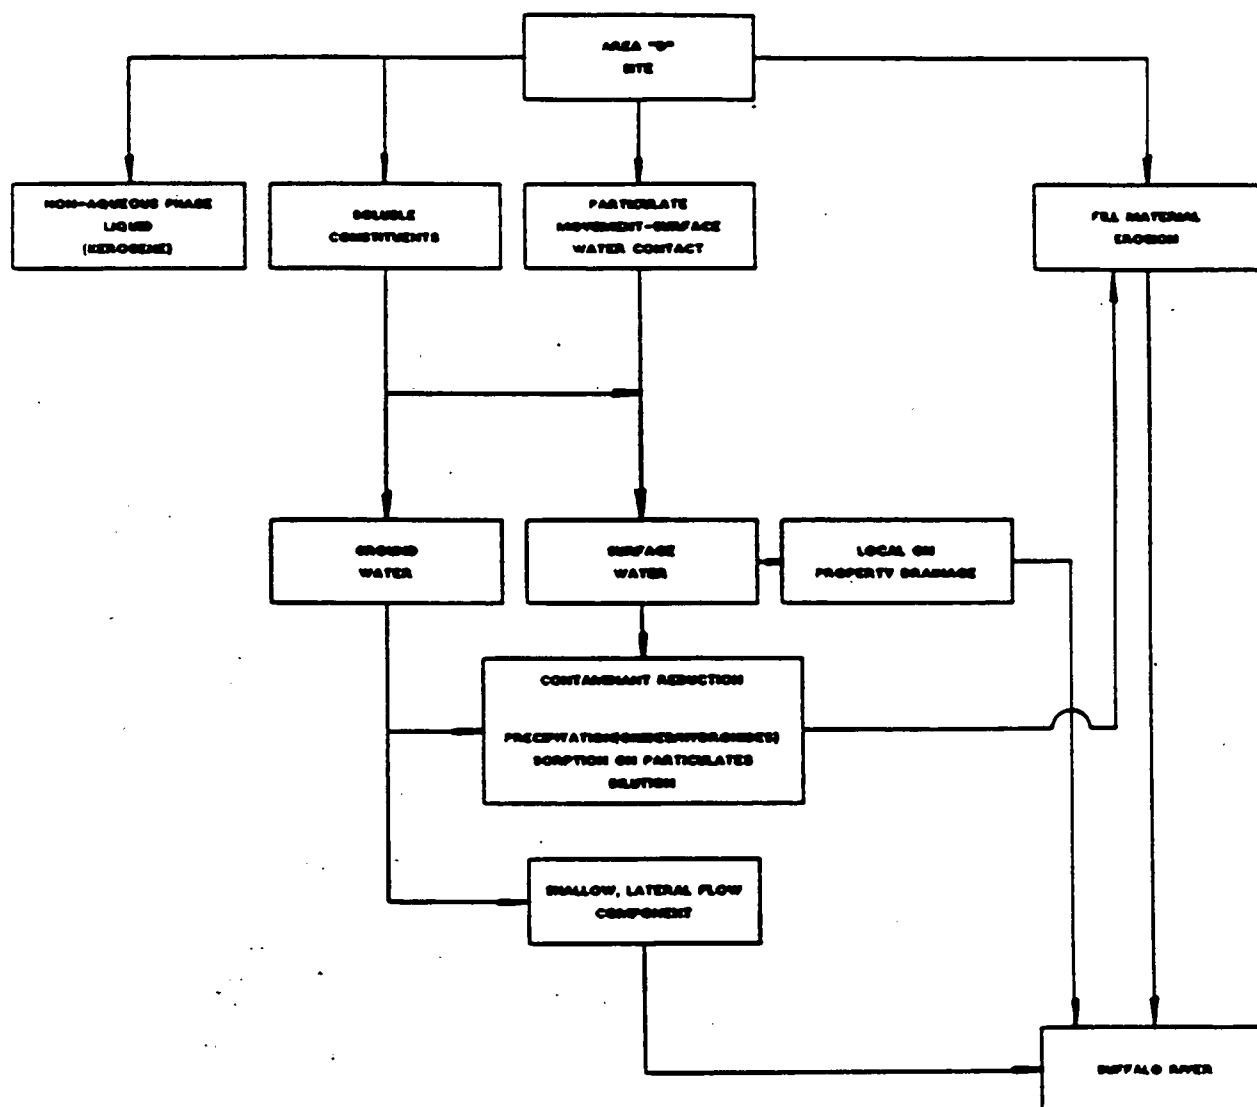 AREA "D"
SITE
NON-AQUEOUS PHASE
LIQUID
(KEROSENE)
SOLUBLE
CONSTITUENTS
PARTICULATE
MOVEMENT-SURFACE
WATER CONTACT
FILL MATERIAL
EROSION
GROUND
WATER
SURFACE
WATER
LOCAL ON
PROPERTY DRAINAGE
CONTAMINANT REDUCTION
PRECIPITATION(OXIDES/HYDROXIDES)
SORPTION ON PARTICULATES
DILUTION
SHALLOW, LATERAL FLOW
COMPONENT
BUFFALO RIVER